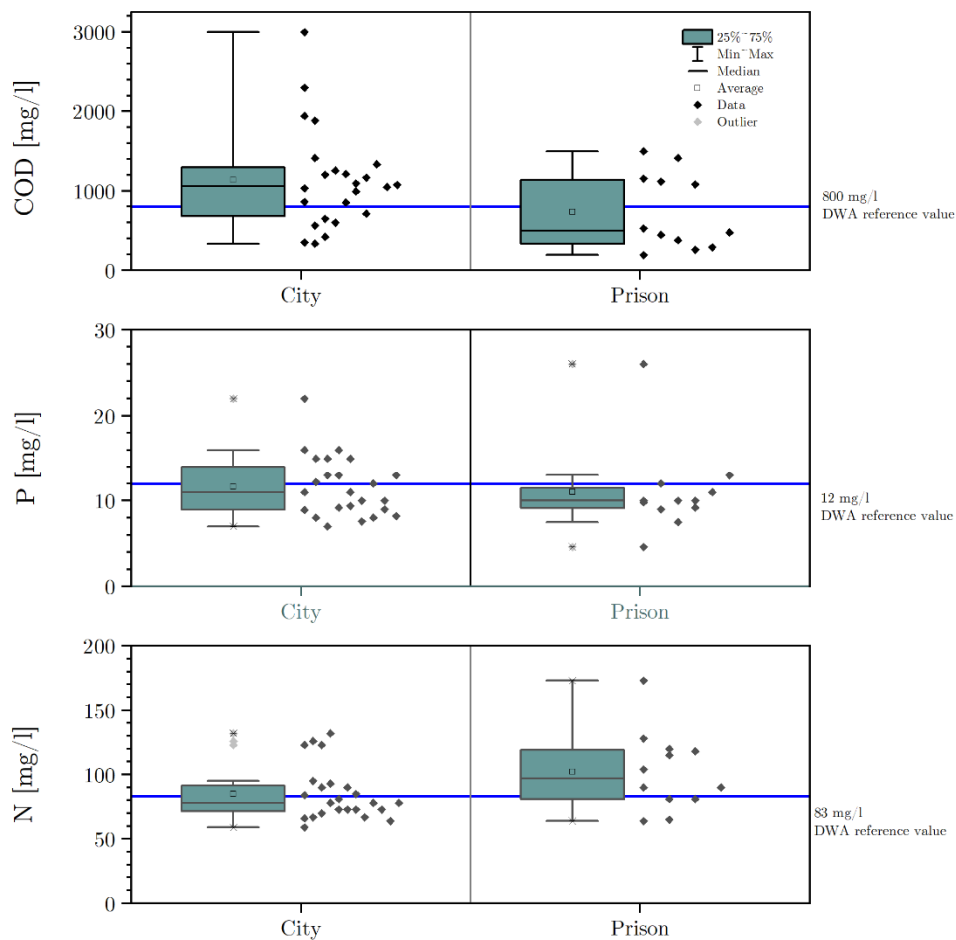 COD [mg/l]
3000
2000
1000
0
25%~75%
Min~Max
Median
Average
Data
Outlier
800 mg/l
DWA reference value
City
Prison
P [mg/l]
30
20
10
0
12 mg/l
DWA reference value
City
Prison
N [mg/l]
200
150
100
50
0
83 mg/l
DWA reference value
City
Prison